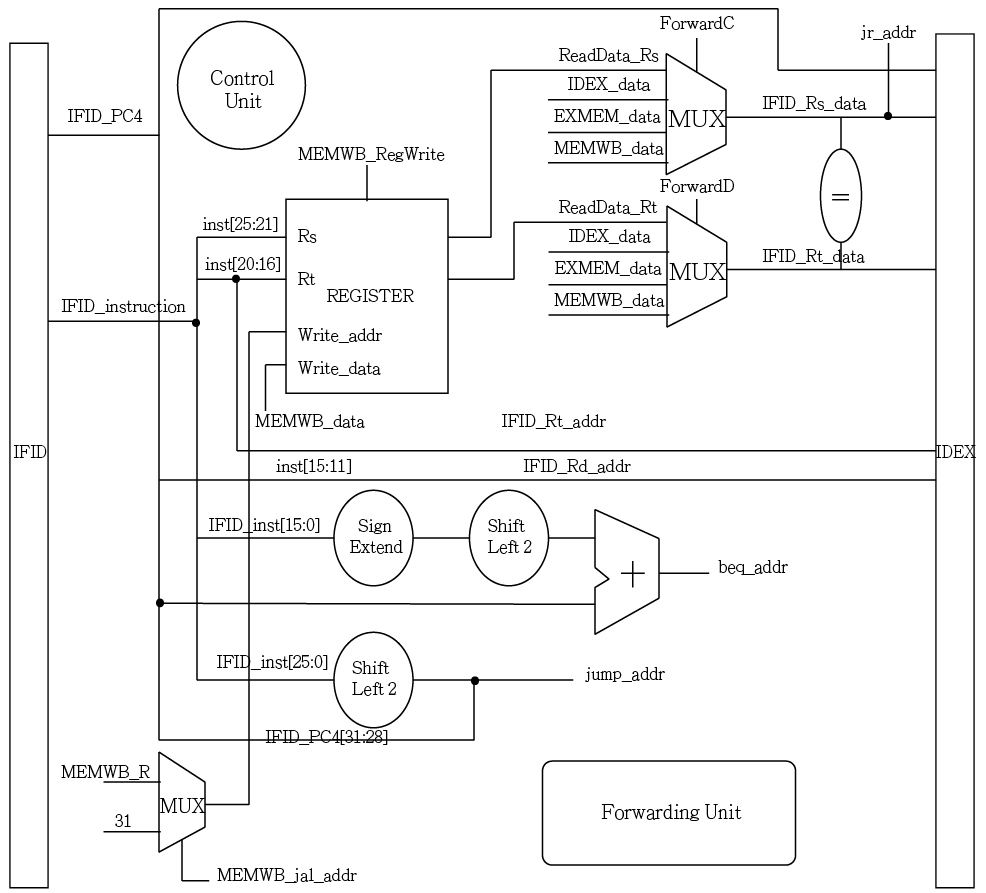 ForwardC
jr_addr
ReadData_Rs
IDEX_data
EXMEM_data
MEMWB_data
MUX
IFID_Rs_data
Control
Unit
IFID_PC4
MEMWB_RegWrite
ForwardD
ReadData_Rt
IDEX_data
EXMEM_data
MEMWB_data
MUX
=
IFID_Rt_data
inst[25:21]
Rs
inst[20:16]
Rt
REGISTER
IFID_instruction
Write_addr
Write_data
MEMWB_data
IFID_Rt_addr
IFID
IDEX
inst[15:11]
IFID_Rd_addr
IFID_inst[15:0]
Sign
Extend
Shift
Left 2
+
beq_addr
IFID_inst[25:0]
Shift
Left 2
jump_addr
IFID_PC4[31:28]
MEMWB_R
31
MUX
MEMWB_jal_addr
Forwarding Unit